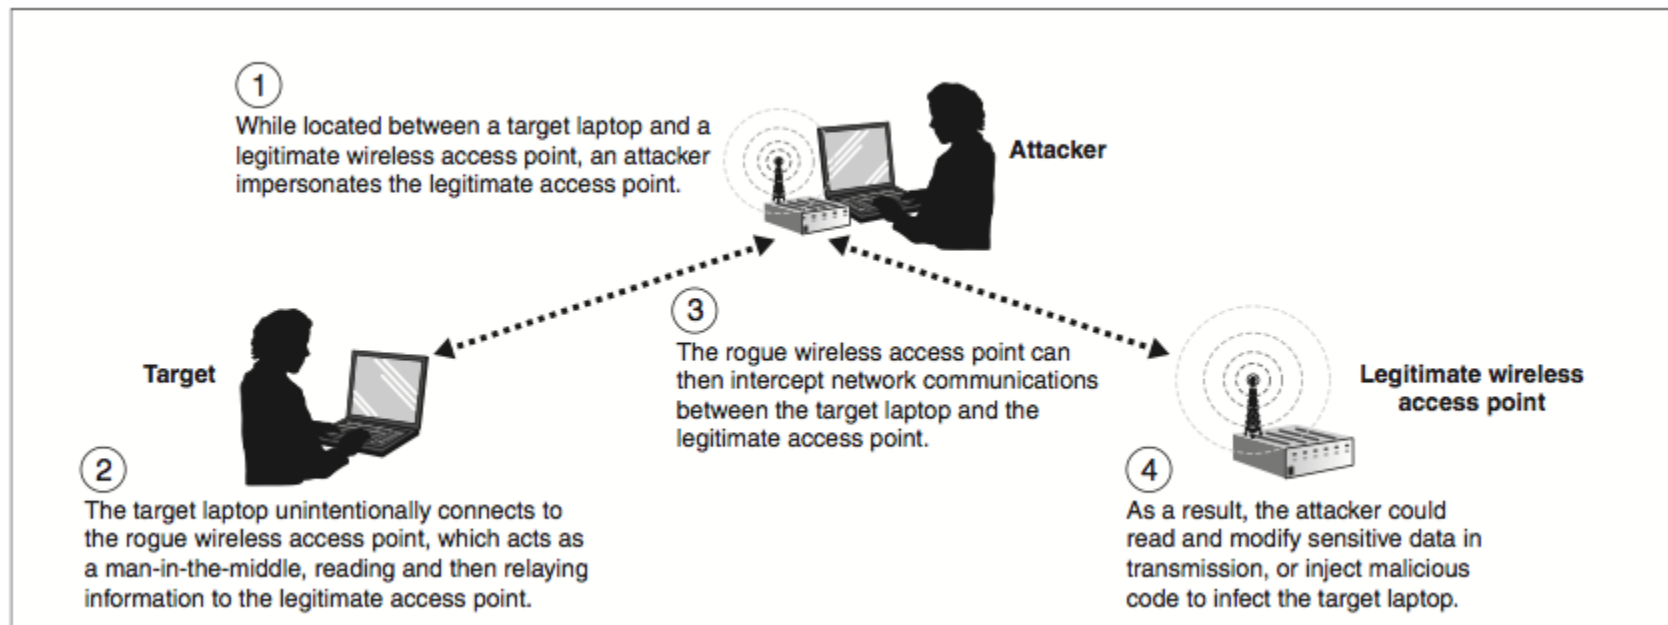 1
While located between a target laptop and a
legitimate wireless access point, an attacker
impersonates the legitimate access point.
Attacker
Target
2
The target laptop unintentionally connects to
the rogue wireless access point, which acts as
a man-in-the-middle, reading and then relaying
information to the legitimate access point.
3
The rogue wireless access point can
then intercept network communications
between the target laptop and the
legitimate access point.
Legitimate wireless
access point
4
As a result, the attacker could
read and modify sensitive data in
transmission, or inject malicious
code to infect the target laptop.